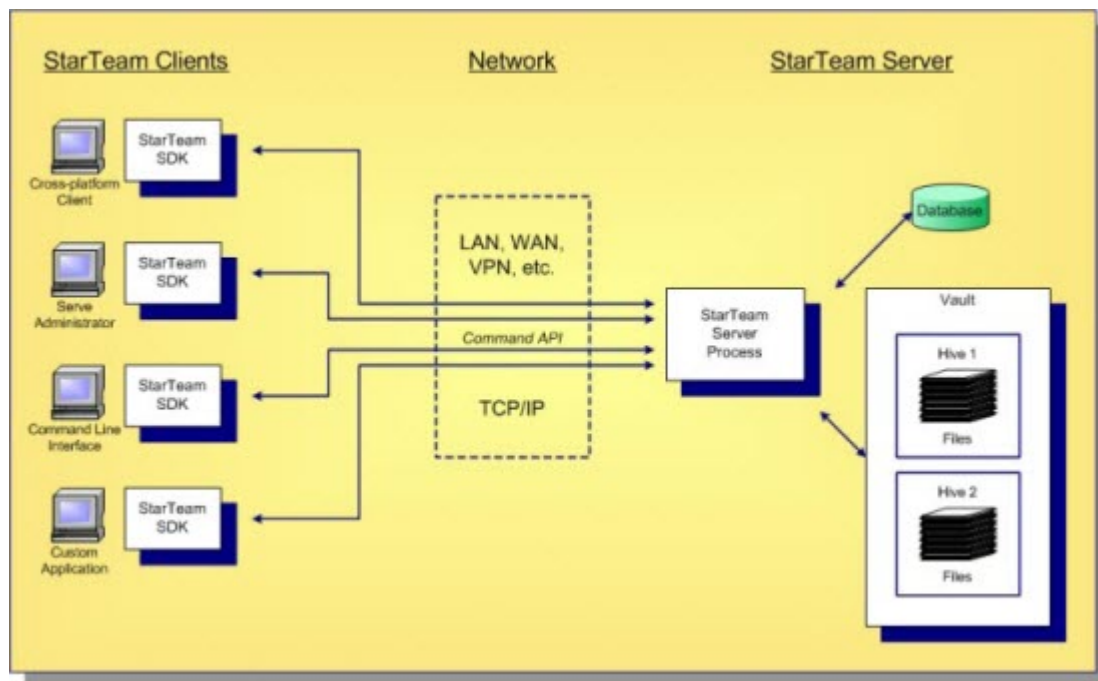 StarTeam Clients
Network
StarTeam Server
StarTeam
SDK
Cross-platform
Client
StarTeam
SDK
Serve
Administrator
StarTeam
SDK
Command Line
Interface
StarTeam
SDK
Custom
Application
LAN, WAN,
VPN, etc.
Command API
TCP/IP
StarTeam
Server
Process
Database
Vault
Hive 1
Files
Hive 2
Files